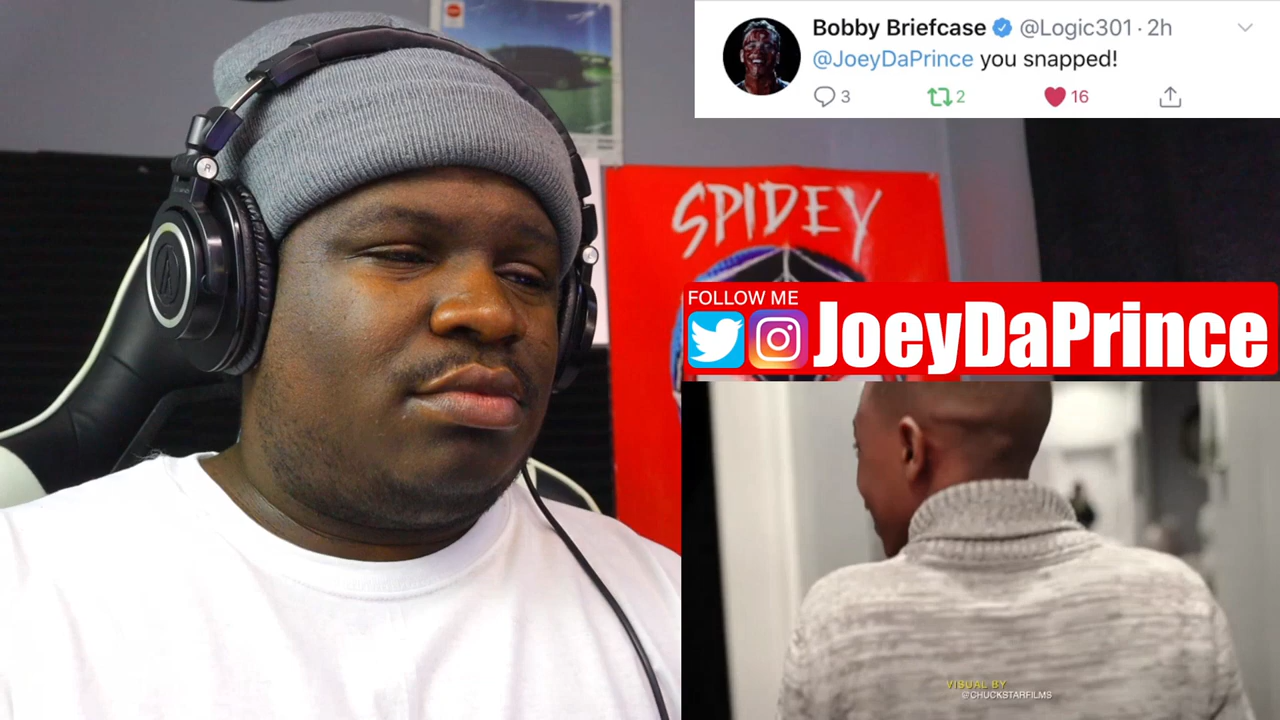 Bobby Briefcase @Logic301 · 2h
@JoeyDaPrince you snapped!
3 2 16
SPIDEY
FOLLOW ME
JoeyDaPrince
VISUAL BY
@CHUCKSTARFILMS
R